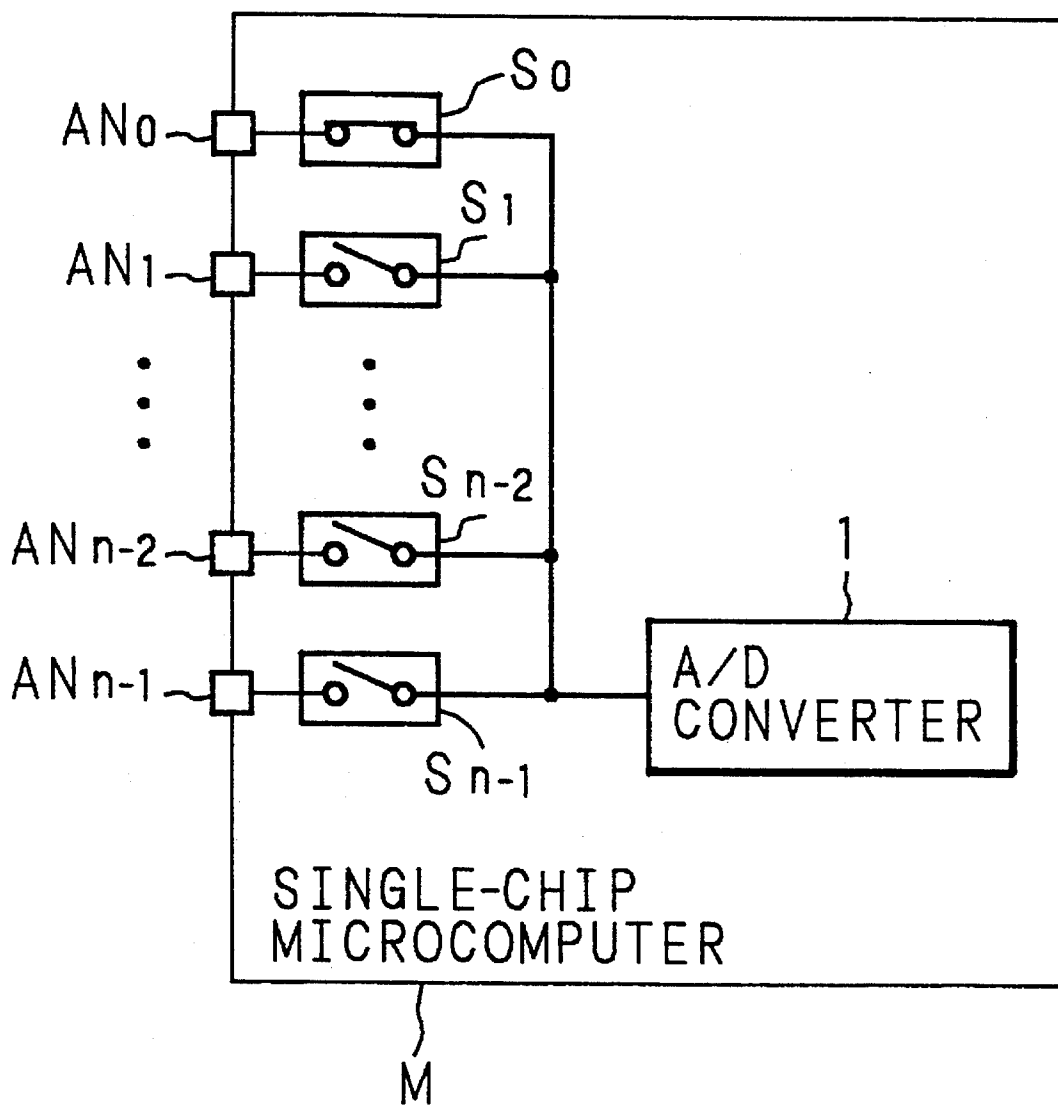 S0
AN0
S1
AN1
Sn-2
ANn-2
1
ANn-1
A/D
CONVERTER
Sn-1
SINGLE-CHIP
MICROCOMPUTER
M